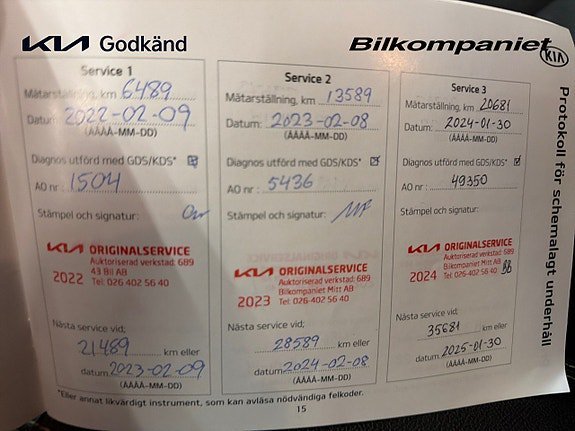 KIA Godkänd
Bilkompaniet
KIA
Protokoll för schemalagt underhåll
Service 1
Mätarställning, km 6489
Datum: 2022-02-09
(ÅÅÅÅ-MM-DD)
Diagnos utförd med GDS/KDS*
AO nr : 1504
Stämpel och signatur:
KIA ORIGINALSERVICE
Auktoriserad verkstad: 689
43 Bil AB
2022 Tel: 026-402 56 40
Nästa service vid;
21489 km eller
datum 2023-02-09
(ÅÅÅÅ-MM-DD)
Service 2
Mätarställning, km 13589
Datum: 2023-02-08
(ÅÅÅÅ-MM-DD)
Diagnos utförd med GDS/KDS*
AO nr : 5436
Stämpel och signatur:
KIA ORIGINALSERVICE
Auktoriserad verkstad: 689
Bilkompaniet Mitt AB
2023 Tel: 026-402 56 40
Nästa service vid;
28589 km eller
datum 2024-02-08
(ÅÅÅÅ-MM-DD)
Service 3
Mätarställning, km 20681
Datum: 2024-01-30
(ÅÅÅÅ-MM-DD)
Diagnos utförd med GDS/KDS*
AO nr : 49350
Stämpel och signatur:
KIA ORIGINALSERVICE
Auktoriserad verkstad: 689
Bilkompaniet Mitt AB
2024 Tel: 026-402 56 40 BB
Nästa service vid;
35681 km eller
datum: 2025-01-30
(ÅÅÅÅ-MM-DD)
*Eller annat likvärdigt instrument, som kan avläsa nödvändiga felkoder.
15